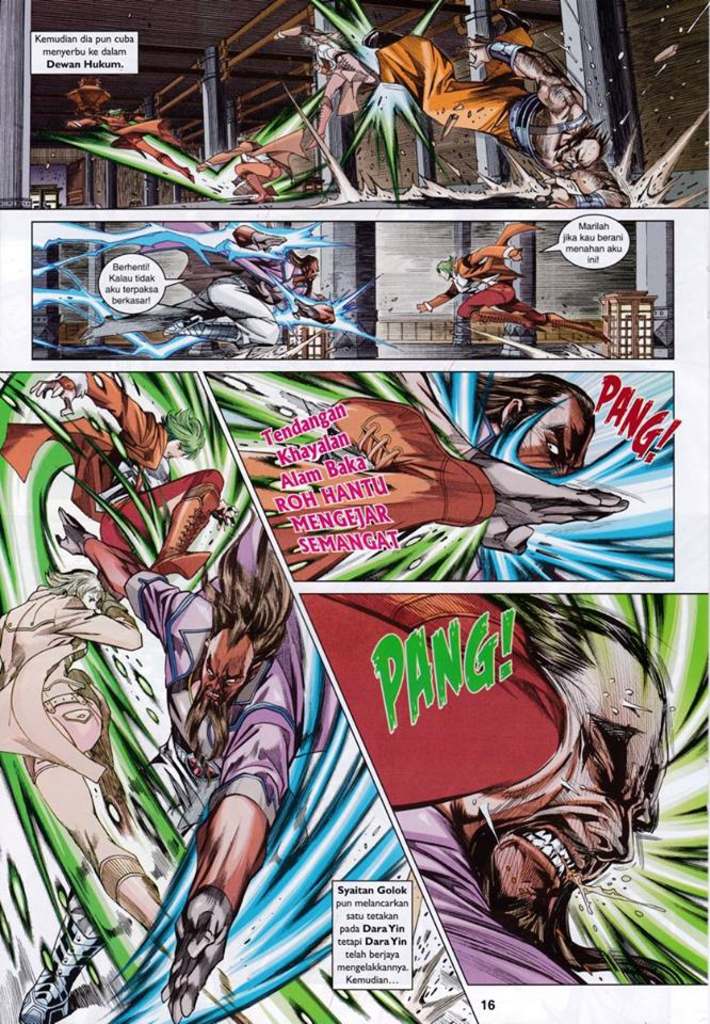 Kemudian dia pun cuba
menyerbu ke dalam
Dewan Hukum.
Berhenti!
Kalau tidak
aku terpaksa
berkasar!
Marilah
jika kau berani
menahan aku
ini!
Tendangan
Khayalan
Alam Baka
ROH HANTU
MENGEJAR
SEMANGAT
PANG!
PANG!
Syaitan Golok
pun melancarkan
satu tetakan
pada Dara Yin
tetapi Dara Yin
telah berjaya
mengelakkannya.
Kemudian...
16